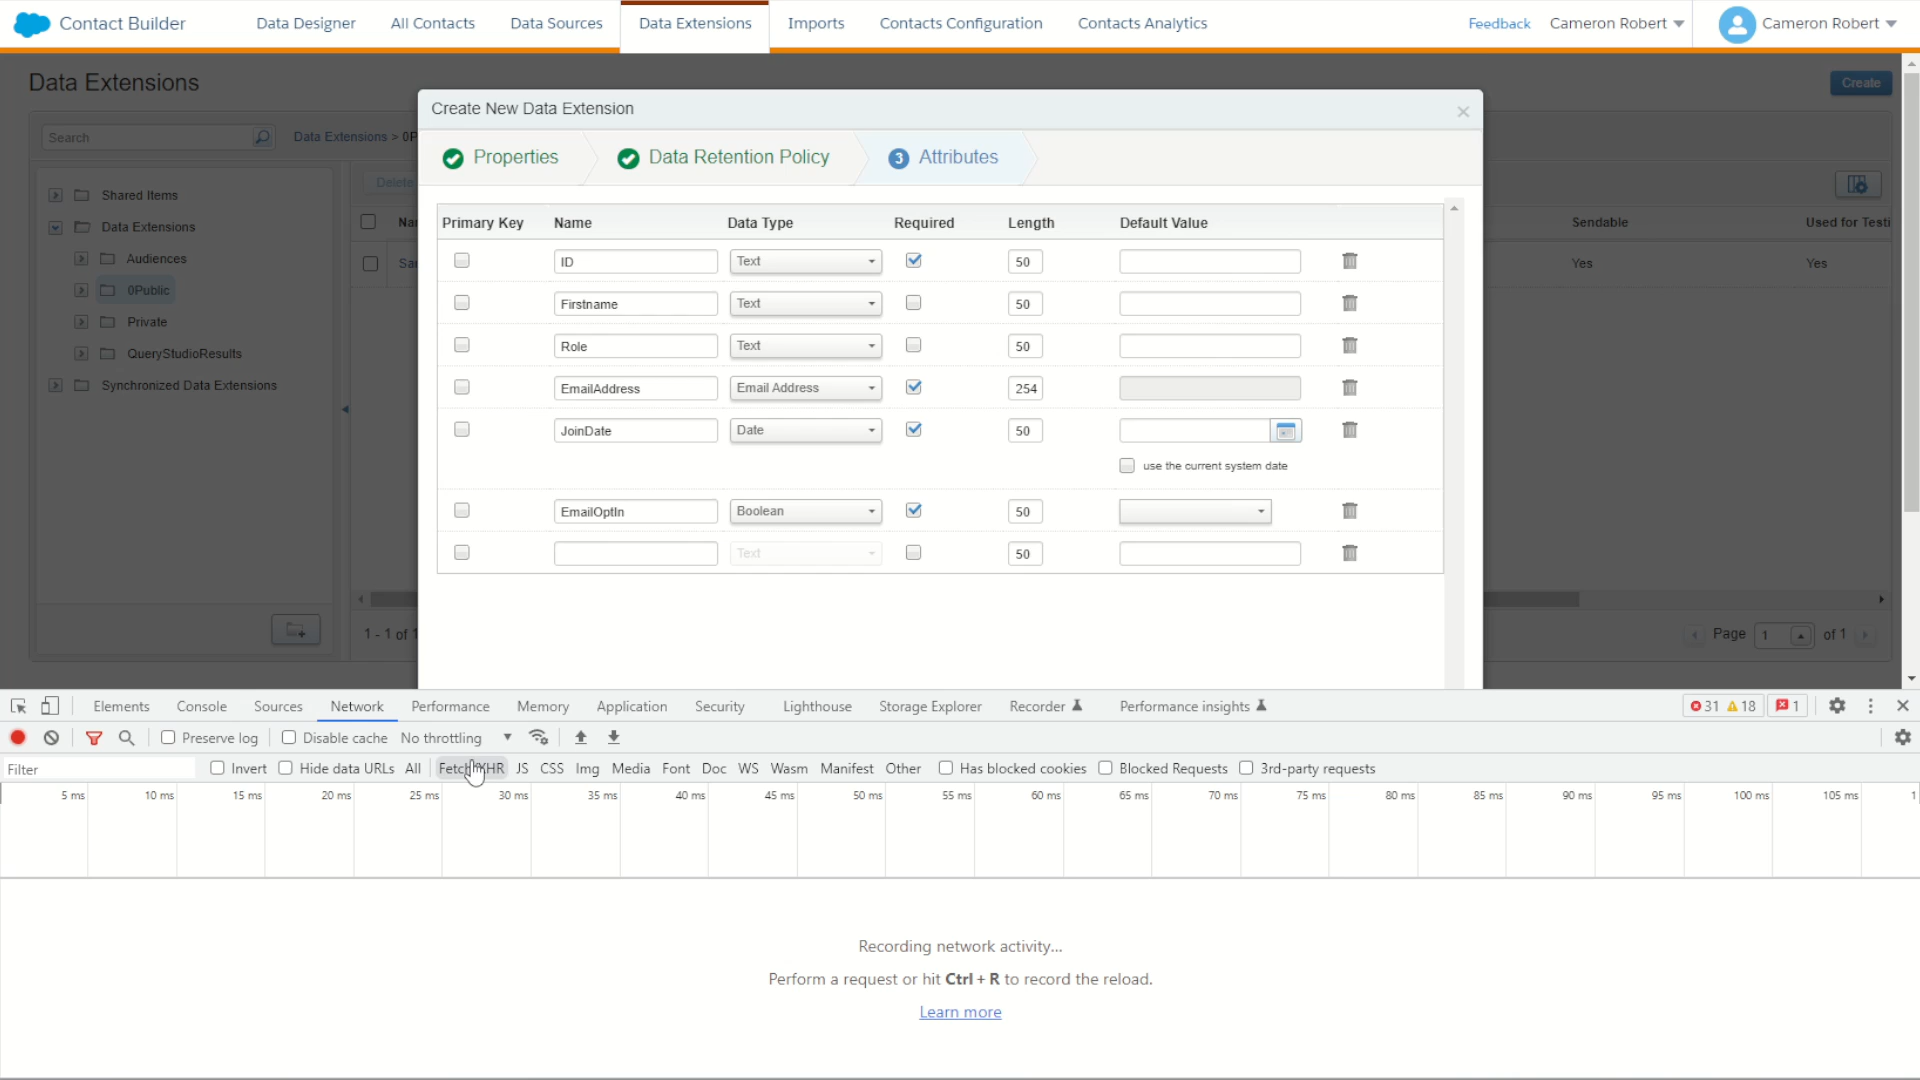 Contact Builder
Data Designer All Contacts Data Sources Data Extensions Imports Contacts Configuration Contacts Analytics Feedback Cameron Robert Cameron Robert
Data Extensions
Create
Create New Data Extension
Search
Data Extensions > 0P
Properties
Data Retention Policy
3 Attributes
Shared Items
Delete
Data Extensions
Audiences
0Public
Private
QueryStudioResults
Synchronized Data Extensions
Primary Key Name Data Type Required Length Default Value
Sendable
Used for Testi
ID Text 50
Yes Yes
Firstname Text 50
Role Text 50
EmailAddress Email Address 254
JoinDate Date 50
use the current system date
EmailOptIn Boolean 50
Text 50
1 - 1 of 1
Page 1 of 1
Elements Console Sources Network Performance Memory Application Security Lighthouse Storage Explorer Recorder Performance insights 31 18 1
Preserve log Disable cache No throttling
Filter Invert Hide data URLs All Fetch/XHR JS CSS Img Media Font Doc WS Wasm Manifest Other Has blocked cookies Blocked Requests 3rd-party requests
5 ms 10 ms 15 ms 20 ms 25 ms 30 ms 35 ms 40 ms 45 ms 50 ms 55 ms 60 ms 65 ms 70 ms 75 ms 80 ms 85 ms 90 ms 95 ms 100 ms 105 ms 1
Recording network activity...
Perform a request or hit Ctrl + R to record the reload.
Learn more